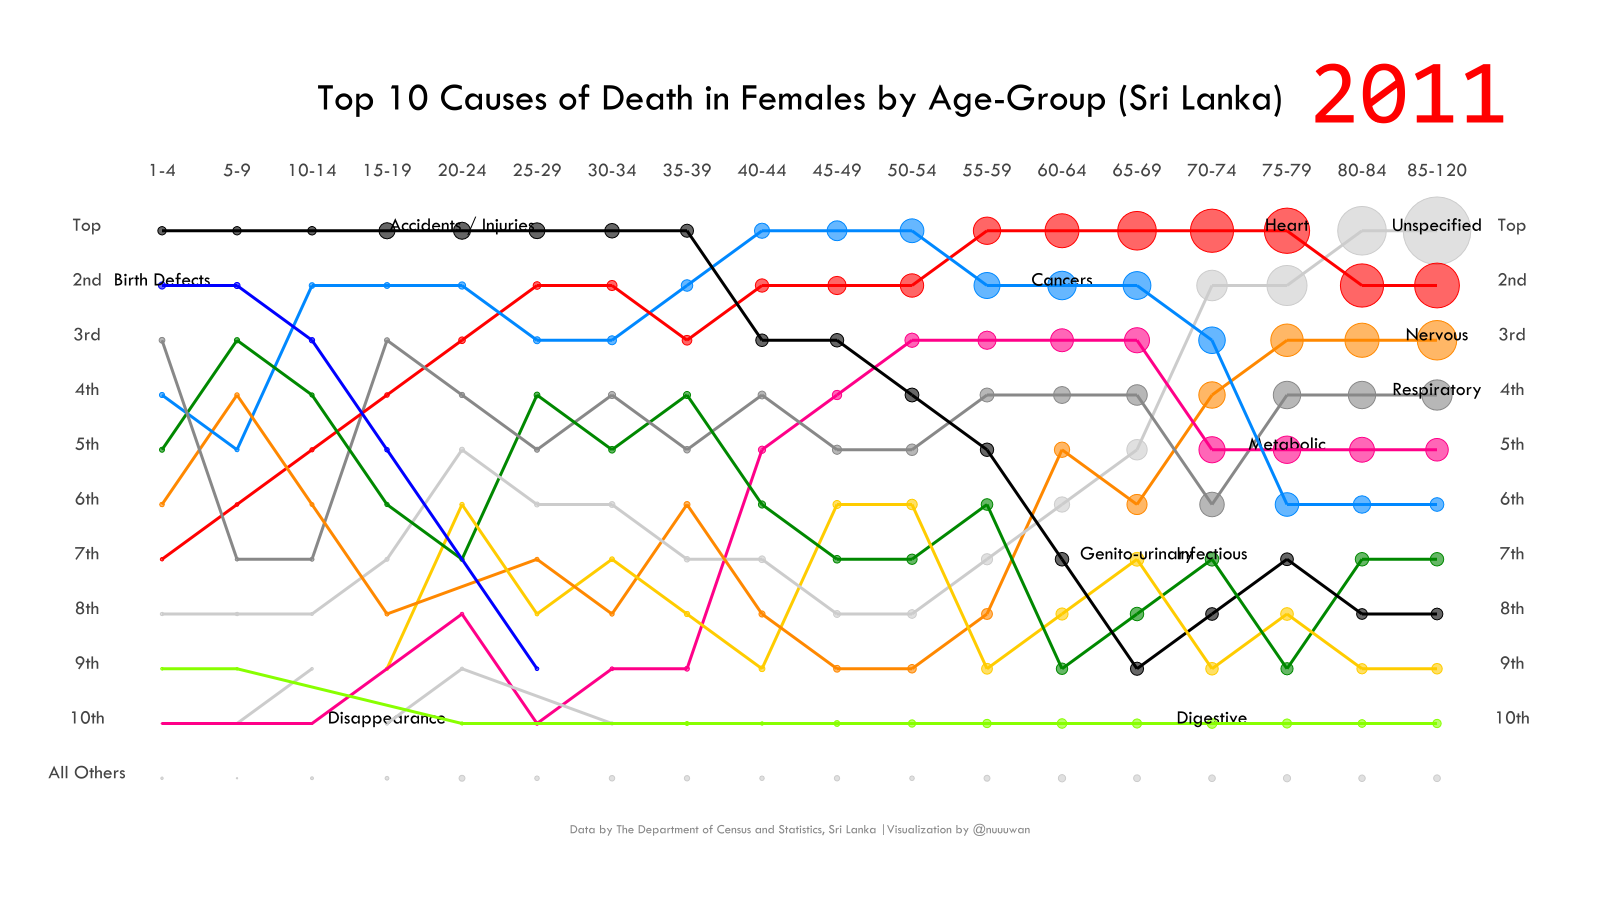 Top 10 Causes of Death in Females by Age-Group (Sri Lanka) 2011
1-4 5-9 10-14 15-19 20-24 25-29 30-34 35-39 40-44 45-49 50-54 55-59 60-64 65-69 70-74 75-79 80-84 85-120
Top Accidents / Injuries Heart Unspecified Top
2nd Birth Defects Cancers 2nd
3rd Nervous 3rd
4th Respiratory 4th
5th Metabolic 5th
6th 6th
7th Genito-urinary Infectious 7th
8th 8th
9th 9th
10th Disappearance Digestive 10th
All Others
Data by The Department of Census and Statistics, Sri Lanka | Visualization by @nuuuwan